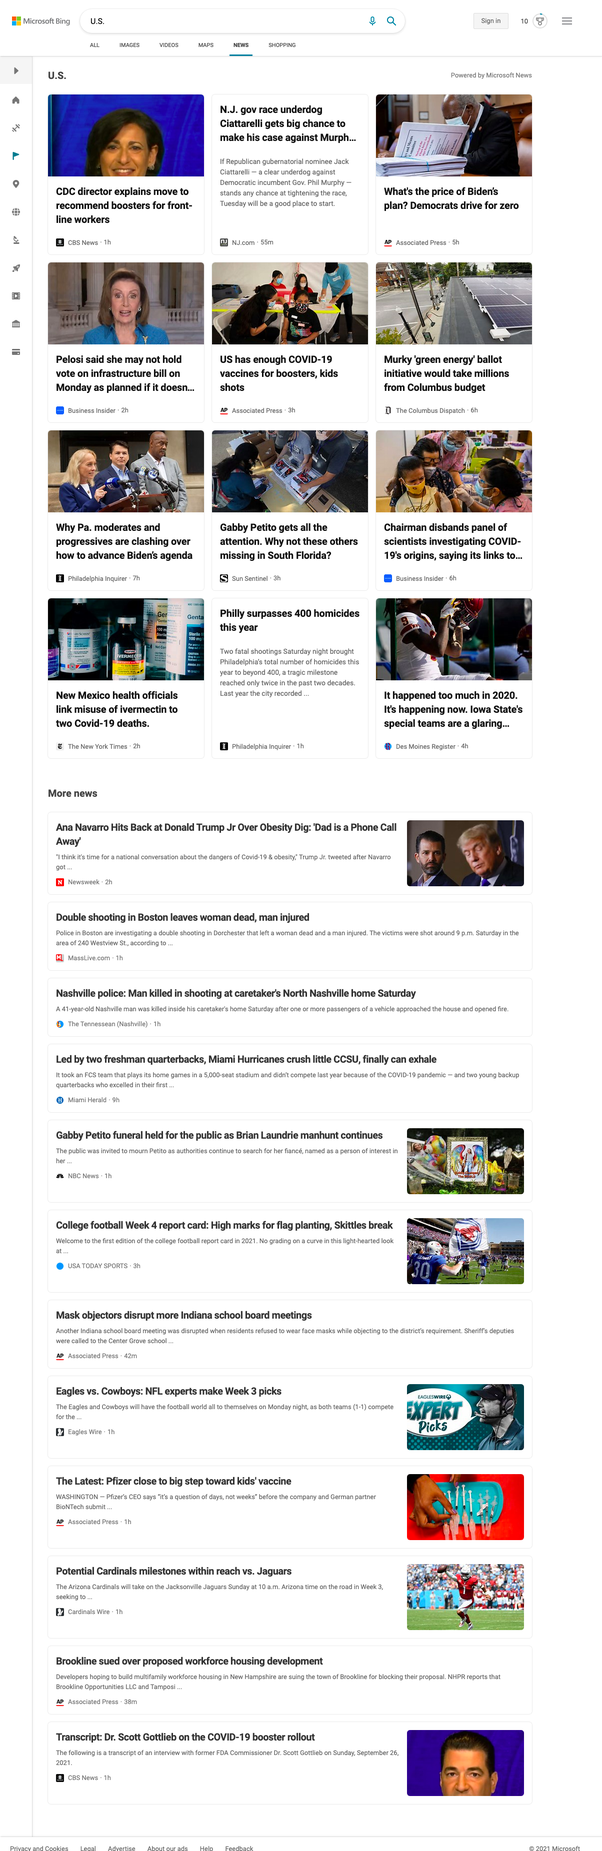 Microsoft Bing
U.S.
Sign in
10
ALL IMAGES VIDEOS MAPS NEWS SHOPPING
U.S.
Powered by Microsoft News
CDC director explains move to
recommend boosters for front-
line workers
CBS News · 1h
N.J. gov race underdog
Ciattarelli gets big chance to
make his case against Murph...
If Republican gubernatorial nominee Jack
Ciattarelli — a clear underdog against
Democratic incumbent Gov. Phil Murphy —
stands any chance at tightening the race,
Tuesday will be a good place to start.
NJ.com · 55m
What's the price of Biden's
plan? Democrats drive for zero
AP Associated Press · 5h
Pelosi said she may not hold
vote on infrastructure bill on
Monday as planned if it doesn...
Business Insider · 2h
US has enough COVID-19
vaccines for boosters, kids
shots
AP Associated Press · 3h
Murky 'green energy' ballot
initiative would take millions
from Columbus budget
The Columbus Dispatch · 6h
Why Pa. moderates and
progressives are clashing over
how to advance Biden's agenda
Philadelphia Inquirer · 7h
Gabby Petito gets all the
attention. Why not these others
missing in South Florida?
Sun Sentinel · 3h
Chairman disbands panel of
scientists investigating COVID-
19's origins, saying its links to...
Business Insider · 6h
New Mexico health officials
link misuse of ivermectin to
two Covid-19 deaths.
The New York Times · 2h
Philly surpasses 400 homicides
this year
Two fatal shootings Saturday night brought
Philadelphia's total number of homicides this
year to beyond 400, a tragic milestone
reached only twice in the past two decades.
Last year the city recorded ...
Philadelphia Inquirer · 1h
It happened too much in 2020.
It's happening now. Iowa State's
special teams are a glaring...
Des Moines Register · 4h
More news
Ana Navarro Hits Back at Donald Trump Jr Over Obesity Dig: 'Dad is a Phone Call
Away'
"I think it's time for a national conversation about the dangers of Covid-19 & obesity," Trump Jr. tweeted after Navarro
got ...
N Newsweek · 2h
Double shooting in Boston leaves woman dead, man injured
Police in Boston are investigating a double shooting in Dorchester that left a woman dead and a man injured. The victims were shot around 9 p.m. Saturday in the
area of 240 Westview St., according to ...
MassLive.com · 1h
Nashville police: Man killed in shooting at caretaker's North Nashville home Saturday
A 41-year-old Nashville man was killed inside his caretaker's home Saturday after one or more passengers of a vehicle approached the house and opened fire.
The Tennessean (Nashville) · 1h
Led by two freshman quarterbacks, Miami Hurricanes crush little CCSU, finally can exhale
It took an FCS team that plays its home games in a 5,000-seat stadium and didn't compete last year because of the COVID-19 pandemic — and two young backup
quarterbacks who excelled in their first ...
Miami Herald · 9h
Gabby Petito funeral held for the public as Brian Laundrie manhunt continues
The public was invited to mourn Petito as authorities continue to search for her fiancé, named as a person of interest in
her ...
NBC News · 1h
College football Week 4 report card: High marks for flag planting, Skittles break
Welcome to the first edition of the college football report card in 2021. No grading on a curve in this light-hearted look
at ...
USA TODAY SPORTS · 3h
30
Mask objectors disrupt more Indiana school board meetings
Another Indiana school board meeting was disrupted when residents refused to wear face masks while objecting to the district's requirement. Sheriff's deputies
were called to the Center Grove school ...
AP Associated Press · 42m
Eagles vs. Cowboys: NFL experts make Week 3 picks
The Eagles and Cowboys will have the football world all to themselves on Monday night, as both teams (1-1) compete
for the ...
Eagles Wire · 1h
EAGLESWIRE
EXPERT
Picks
The Latest: Pfizer close to big step toward kids' vaccine
WASHINGTON — Pfizer's CEO says "it's a question of days, not weeks" before the company and German partner
BioNTech submit ...
AP Associated Press · 1h
Potential Cardinals milestones within reach vs. Jaguars
The Arizona Cardinals will take on the Jacksonville Jaguars Sunday at 10 a.m. Arizona time on the road in Week 3,
seeking to ...
Cardinals Wire · 1h
Brookline sued over proposed workforce housing development
Developers hoping to build multifamily workforce housing in New Hampshire are suing the town of Brookline for blocking their proposal. NHPR reports that
Brookline Opportunities LLC and Tamposi ...
AP Associated Press · 38m
Transcript: Dr. Scott Gottlieb on the COVID-19 booster rollout
The following is a transcript of an interview with former FDA Commissioner Dr. Scott Gottlieb on Sunday, September 26,
2021.
CBS News · 1h
Privacy and Cookies Legal Advertise About our ads Help Feedback © 2021 Microsoft